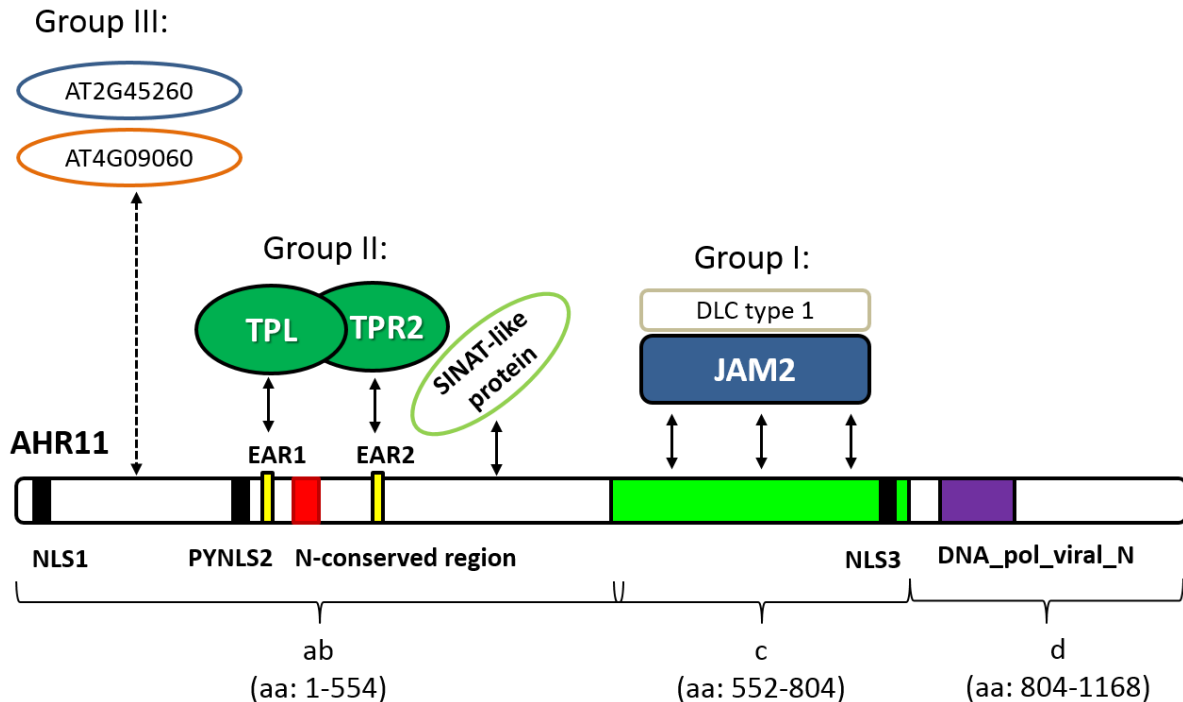 Group III:
AT2G45260
AT4G09060
Group II:
TPL
TPR2
SINAT-like
protein
Group I:
DLC type 1
JAM2
AHR11
EAR1
EAR2
NLS1
PYNLS2
N-conserved region
NLS3
DNA_pol_viral_N
ab
(aa: 1-554)
c
(aa: 552-804)
d
(aa: 804-1168)